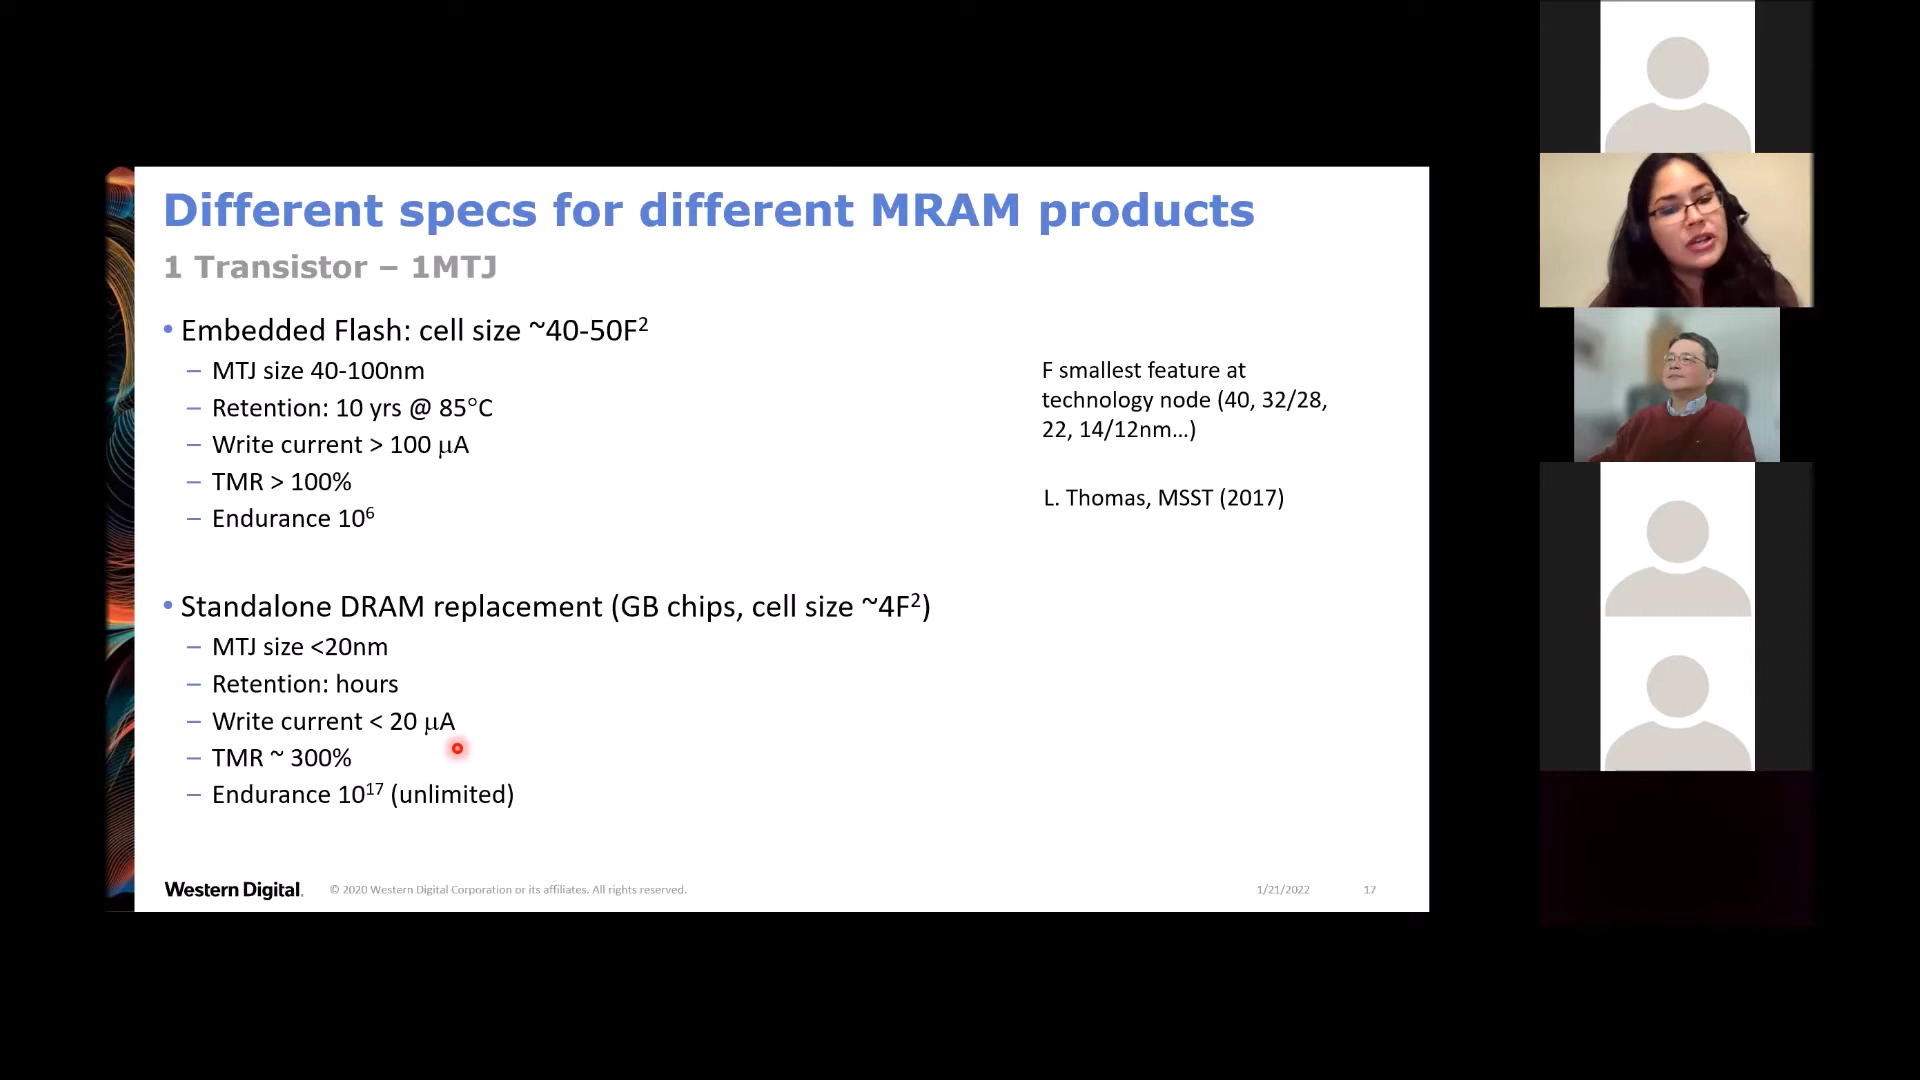 Different specs for different MRAM products
1 Transistor – 1MTJ
• Embedded Flash: cell size ~40-50F²
– MTJ size 40-100nm
– Retention: 10 yrs @ 85°C
– Write current > 100 μA
– TMR > 100%
– Endurance 10⁶
F smallest feature at
technology node (40, 32/28,
22, 14/12nm...)
L. Thomas, MSST (2017)
• Standalone DRAM replacement (GB chips, cell size ~4F²)
– MTJ size <20nm
– Retention: hours
– Write current < 20 μA
– TMR ~ 300%
– Endurance 10¹⁷ (unlimited)
Western Digital. © 2020 Western Digital Corporation or its affiliates. All rights reserved. 1/21/2022 17